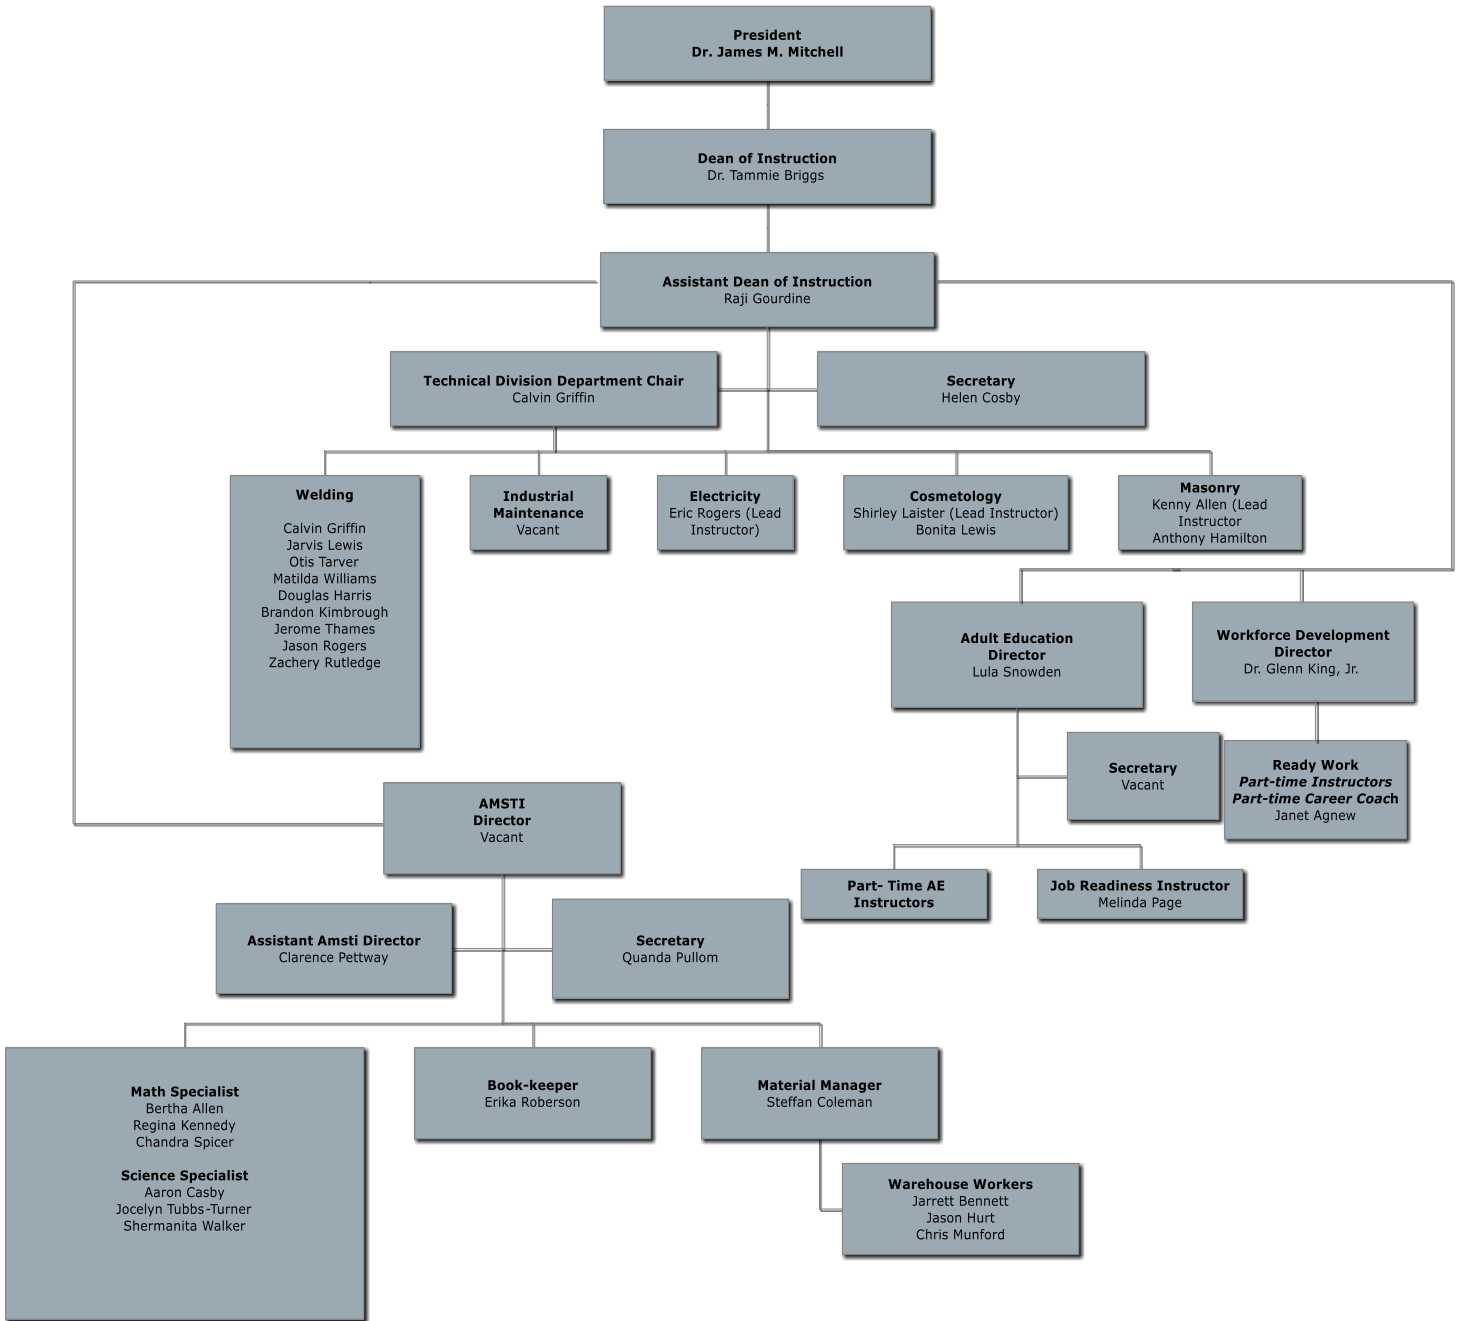 President
Dr. James M. Mitchell
Dean of Instruction
Dr. Tammie Briggs
Assistant Dean of Instruction
Raji Gourdine
Technical Division Department Chair
Calvin Griffin
Secretary
Helen Cosby
Welding
Calvin Griffin
Jarvis Lewis
Otis Tarver
Matilda Williams
Douglas Harris
Brandon Kimbrough
Jerome Thames
Jason Rogers
Zachery Rutledge
Industrial
Maintenance
Vacant
Electricity
Eric Rogers (Lead
Instructor)
Cosmetology
Shirley Laister (Lead Instructor)
Bonita Lewis
Masonry
Kenny Allen (Lead
Instructor
Anthony Hamilton
Adult Education
Director
Lula Snowden
Workforce Development
Director
Dr. Glenn King, Jr.
Secretary
Vacant
Ready Work
Part-time Instructors
Part-time Career Coach
Janet Agnew
Part- Time AE
Instructors
Job Readiness Instructor
Melinda Page
AMSTI
Director
Vacant
Assistant Amsti Director
Clarence Pettway
Secretary
Quanda Pullom
Math Specialist
Bertha Allen
Regina Kennedy
Chandra Spicer
Science Specialist
Aaron Casby
Jocelyn Tubbs-Turner
Shermanita Walker
Book-keeper
Erika Roberson
Material Manager
Steffan Coleman
Warehouse Workers
Jarrett Bennett
Jason Hurt
Chris Munford